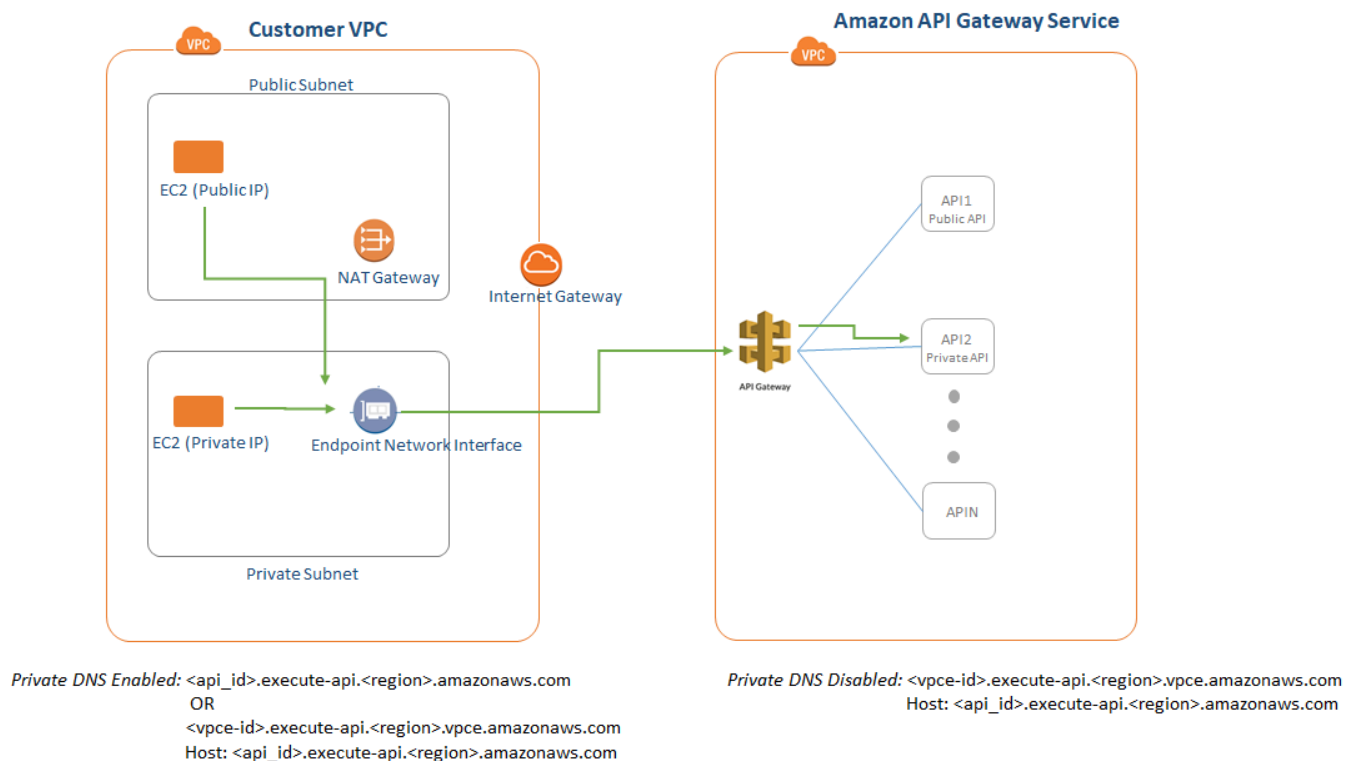 Customer VPC
Amazon API Gateway Service
VPC
VPC
Public Subnet
EC2 (Public IP)
NAT Gateway
Internet Gateway
API1
Public API
API2
Private API
API Gateway
EC2 (Private IP)
Endpoint Network Interface
APIN
Private Subnet
Private DNS Enabled: <api_id>.execute-api.<region>.amazonaws.com
OR
<vpce-id>.execute-api.<region>.vpce.amazonaws.com
Host: <api_id>.execute-api.<region>.amazonaws.com
Private DNS Disabled: <vpce-id>.execute-api.<region>.vpce.amazonaws.com
Host: <api_id>.execute-api.<region>.amazonaws.com